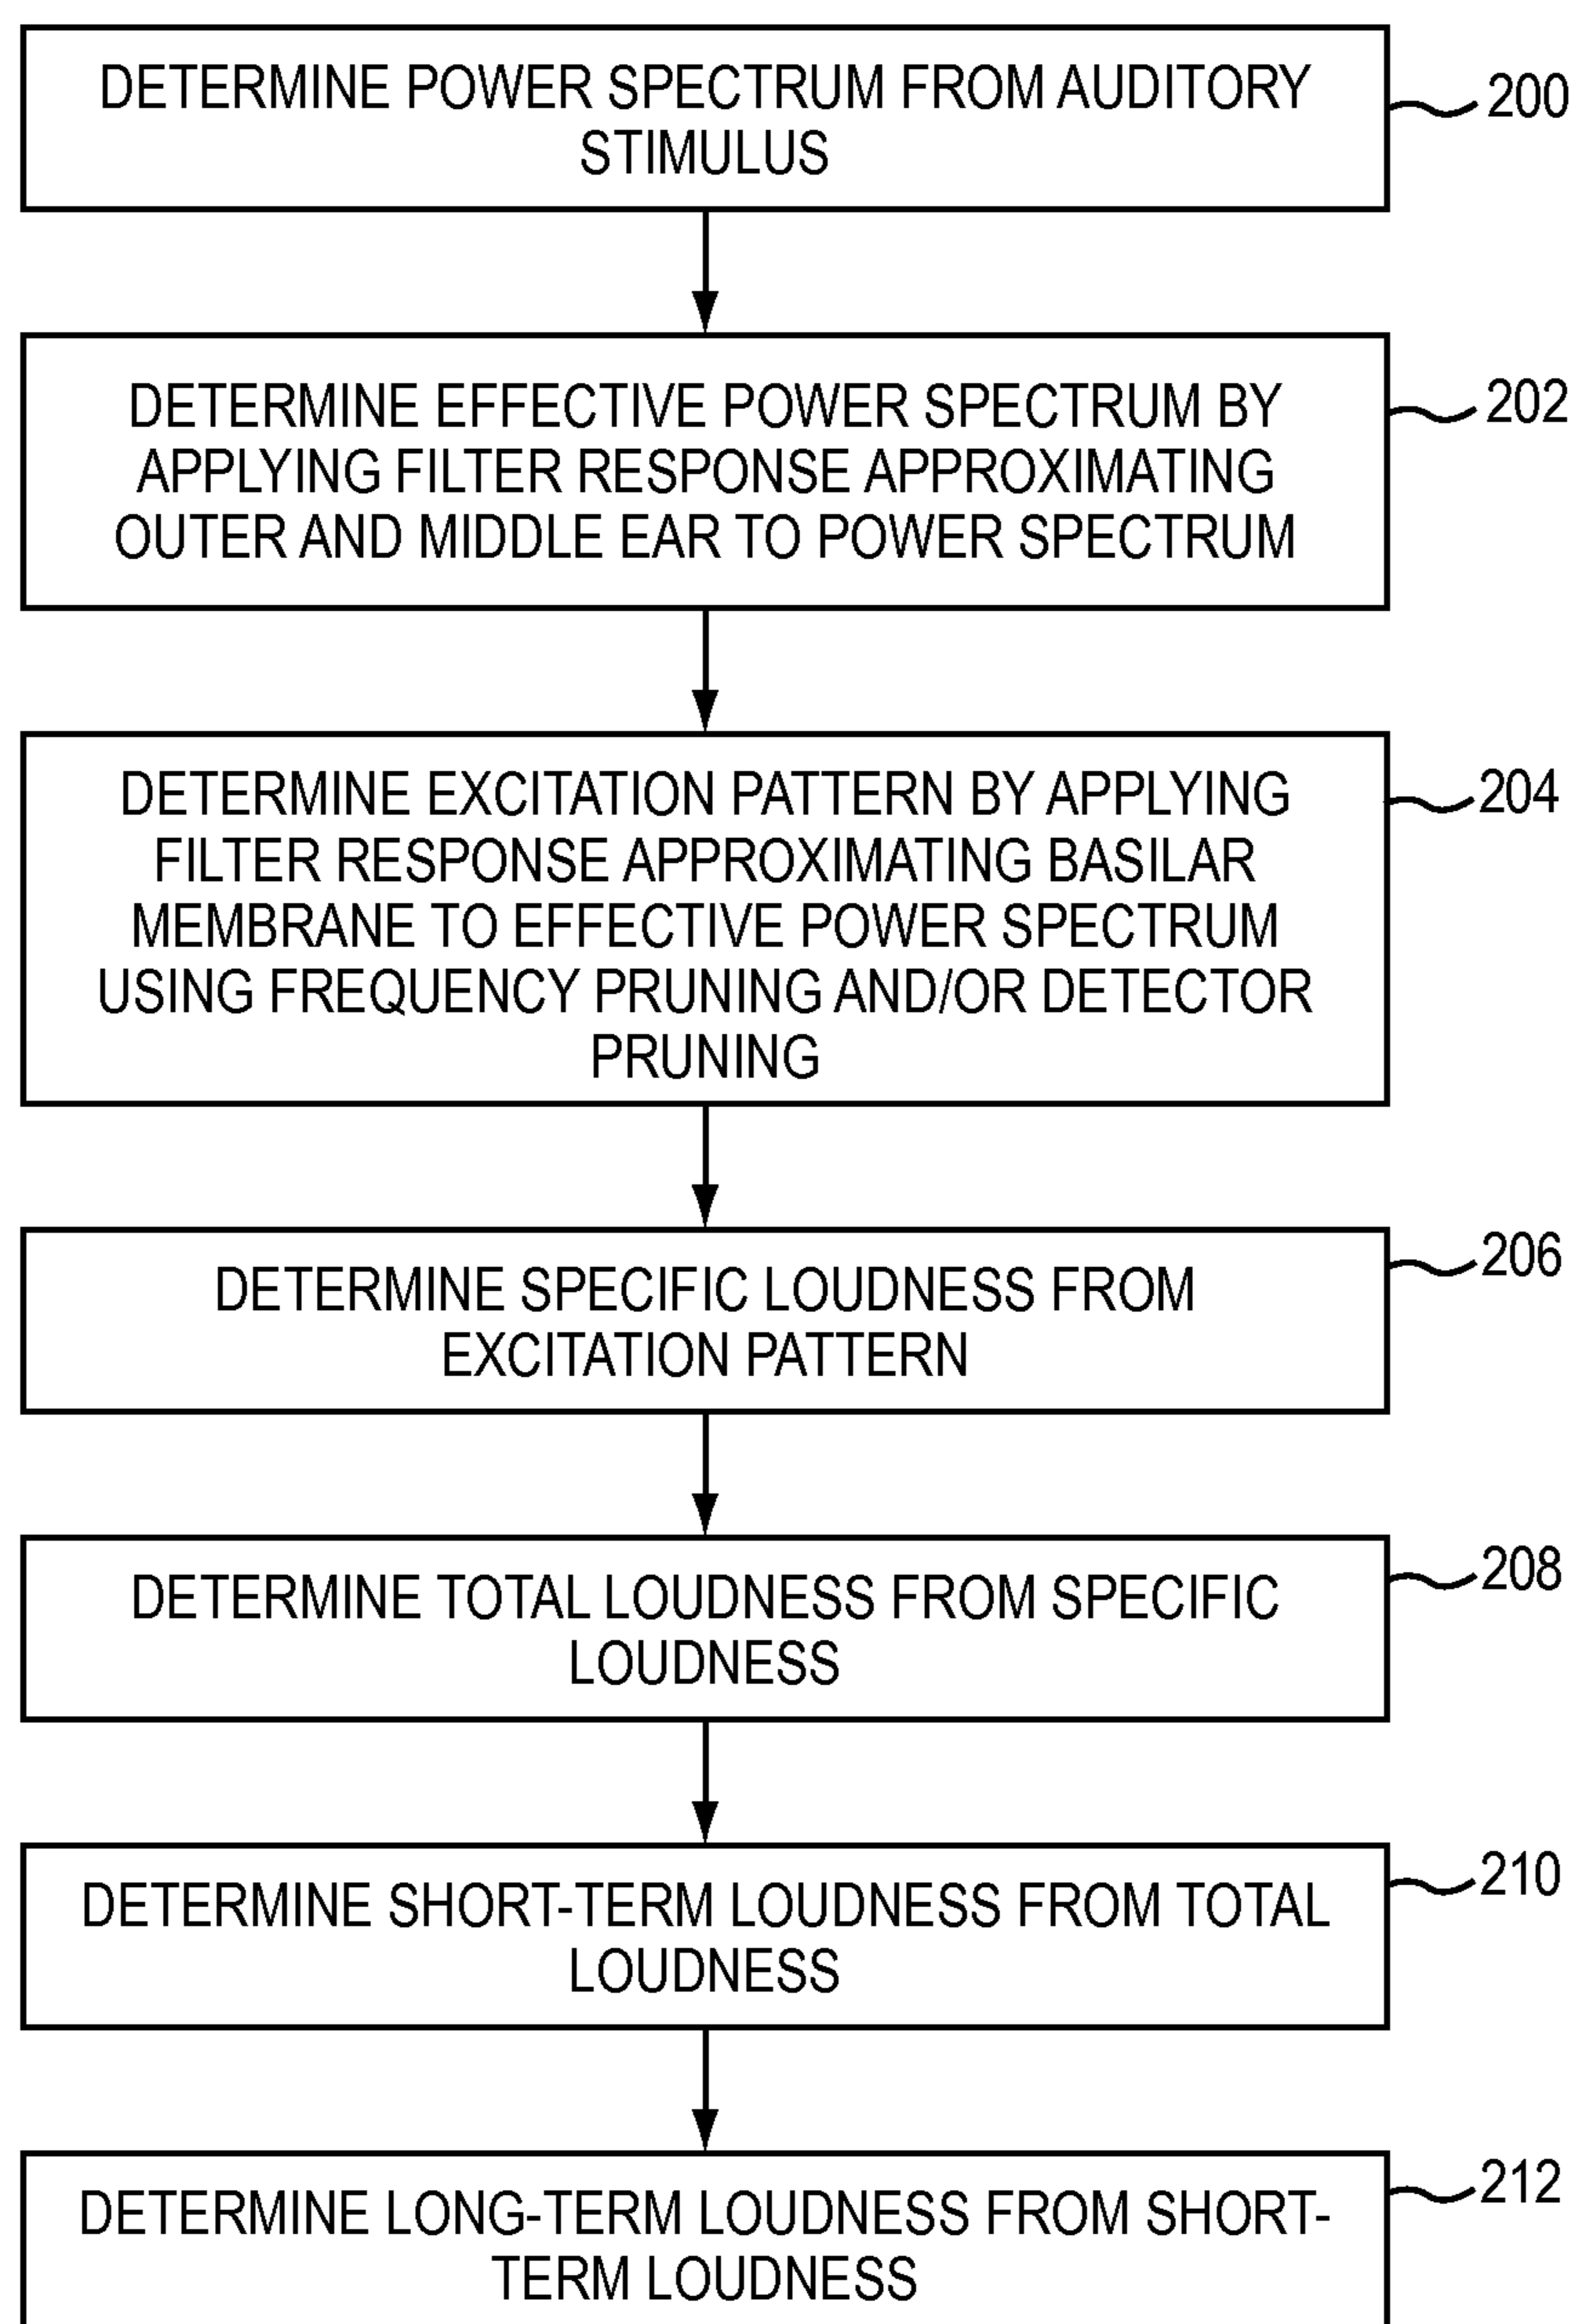 DETERMINE POWER SPECTRUM FROM AUDITORY
STIMULUS
200
DETERMINE EFFECTIVE POWER SPECTRUM BY
APPLYING FILTER RESPONSE APPROXIMATING
OUTER AND MIDDLE EAR TO POWER SPECTRUM
202
DETERMINE EXCITATION PATTERN BY APPLYING
FILTER RESPONSE APPROXIMATING BASILAR
MEMBRANE TO EFFECTIVE POWER SPECTRUM
USING FREQUENCY PRUNING AND/OR DETECTOR
PRUNING
204
DETERMINE SPECIFIC LOUDNESS FROM
EXCITATION PATTERN
206
DETERMINE TOTAL LOUDNESS FROM SPECIFIC
LOUDNESS
208
DETERMINE SHORT-TERM LOUDNESS FROM TOTAL
LOUDNESS
210
DETERMINE LONG-TERM LOUDNESS FROM SHORT-
TERM LOUDNESS
212